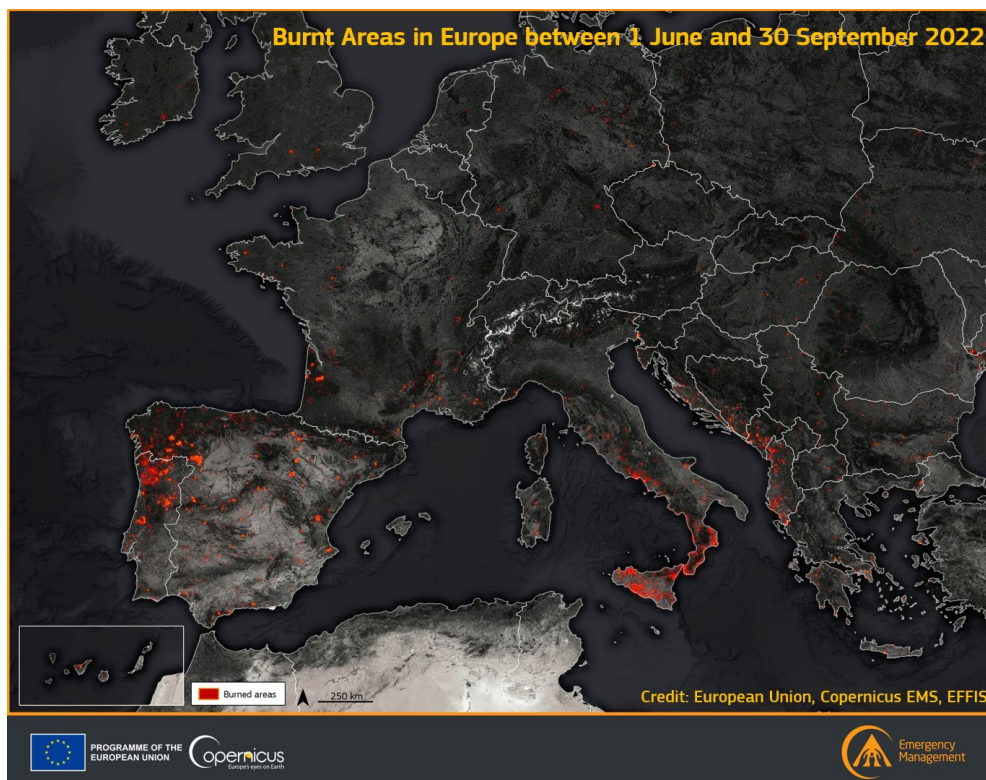 Burnt Areas in Europe between 1 June and 30 September 2022
Burned areas
250 km
Credit: European Union, Copernicus EMS, EFFIS
PROGRAMME OF THE
EUROPEAN UNION
opernicus
Europe's eyes on Earth
Emergency
Management